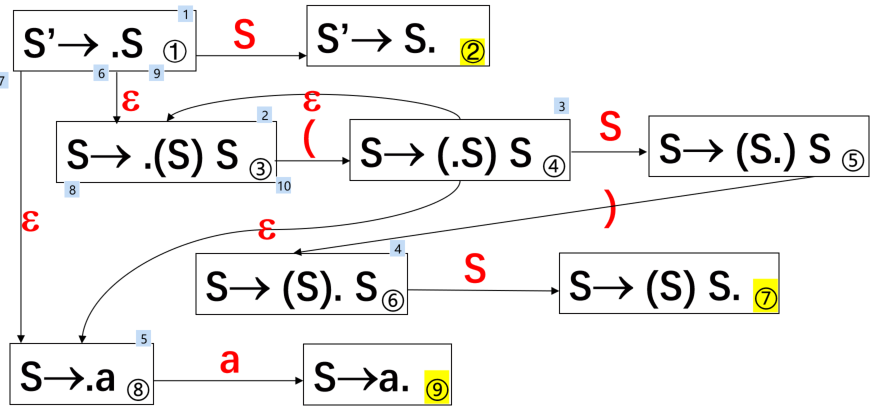 1
S'→ .S ① S S'→ S. ②
7 6 9
ε
2 ε 3
S→ .(S) S ③ ( S→ (.S) S ④ S S→ (S.) S ⑤
8 10
ε ε )
4
S→ (S). S ⑥ S S→ (S) S. ⑦
5
S→.a ⑧ a S→a. ⑨